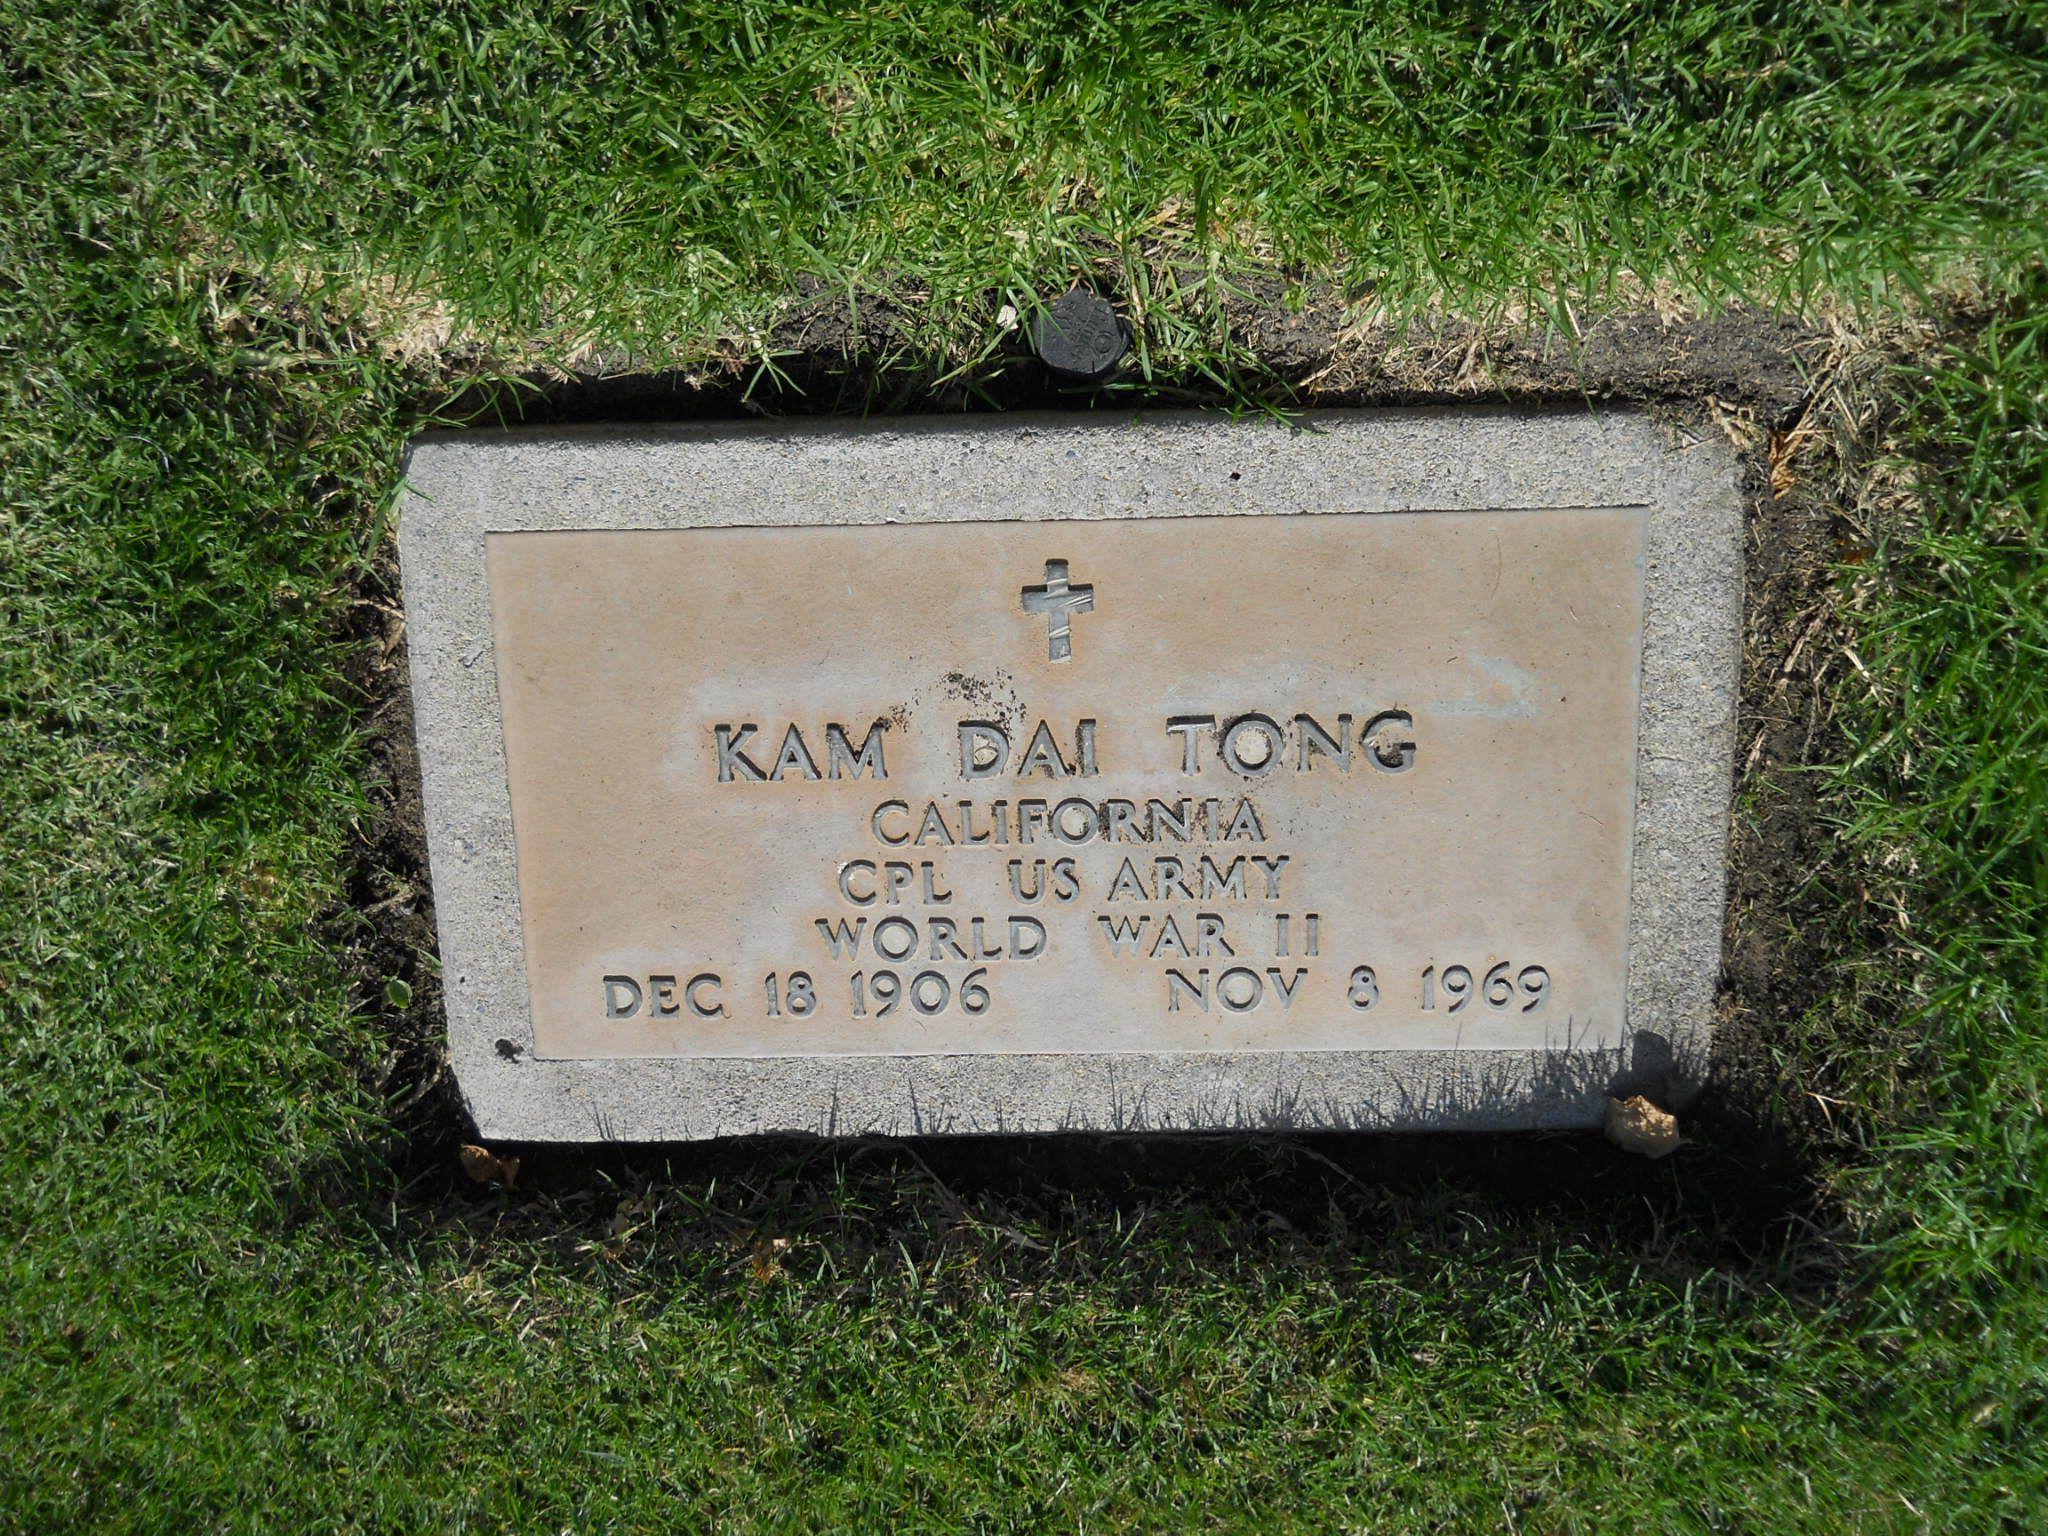 KAM DAI TONG
CALIFORNIA
CPL US ARMY
WORLD WAR II
DEC 18 1906 NOV 8 1969